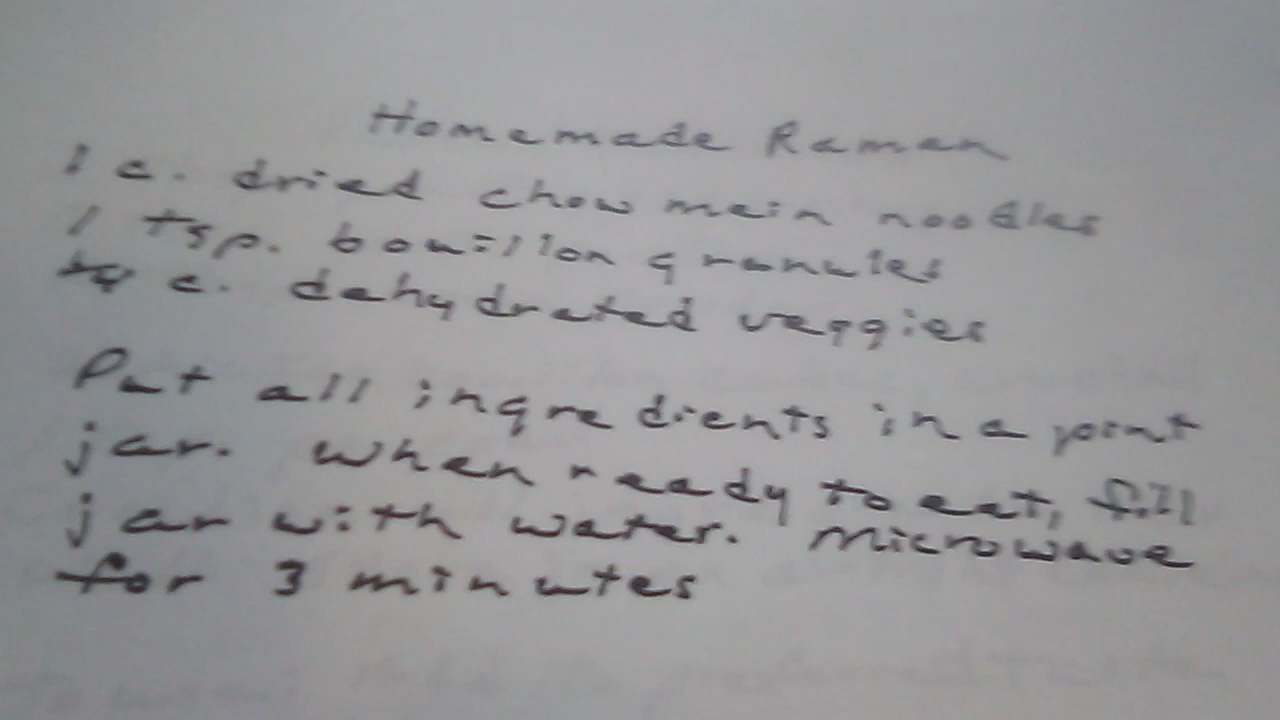 Homemade Raman
1 c. dried chow mein noodles
1 tsp. bouillon granules
c. dehydrated veggies
Put all ingredients in a pint
jar. When ready to eat, fill
jar with water. Microwave
for 3 minutes